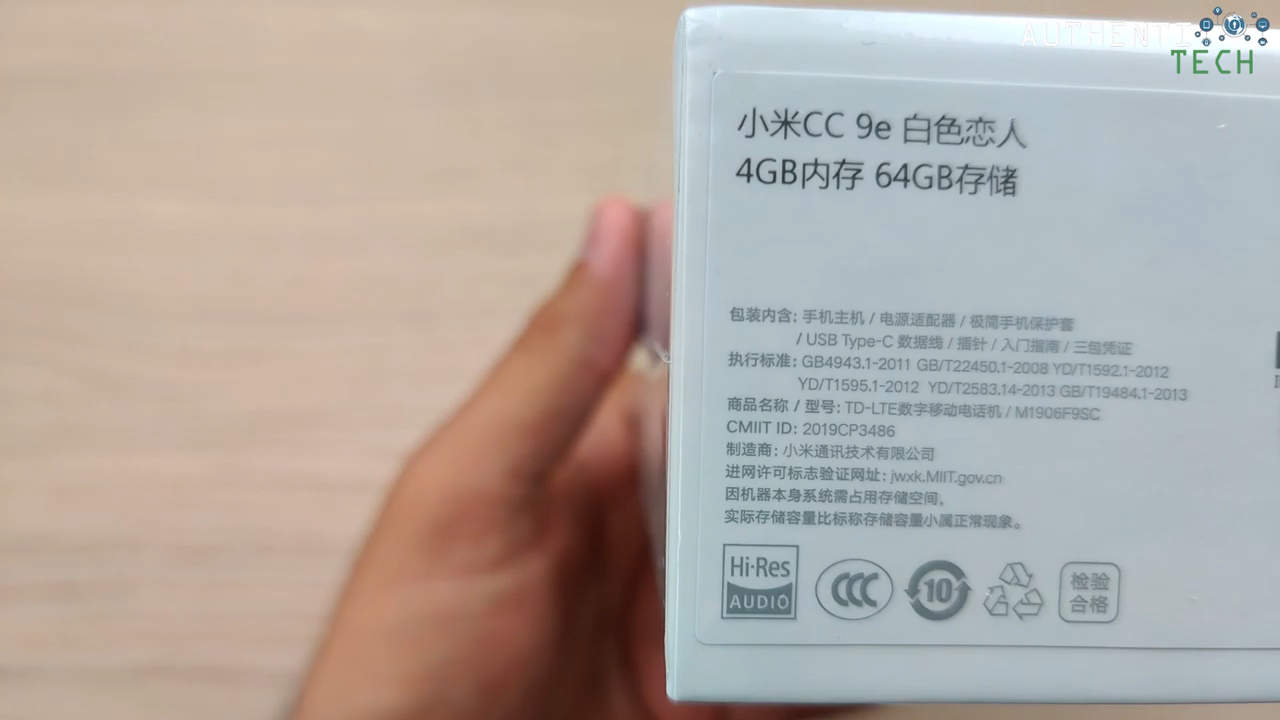 AUTHENTI
TECH
小米CC 9e 白色恋人
4GB内存 64GB存储
包装内含: 手机主机 / 电源适配器 / 极简手机保护套
/ USB Type-C 数据线 / 插针 / 入门指南 / 三包凭证
执行标准: GB4943.1-2011 GB/T22450.1-2008 YD/T1592.1-2012
YD/T1595.1-2012 YD/T2583.14-2013 GB/T19484.1-2013
商品名称 / 型号: TD-LTE数字移动电话机 / M1906F9SC
CMIIT ID: 2019CP3486
制造商: 小米通讯技术有限公司
进网许可标志验证网址: jwxk.MIIT.gov.cn
因机器本身系统需占用存储空间，
实际存储容量比标称存储容量小属正常现象。
Hi-Res
AUDIO
CCC
10
检验
合格